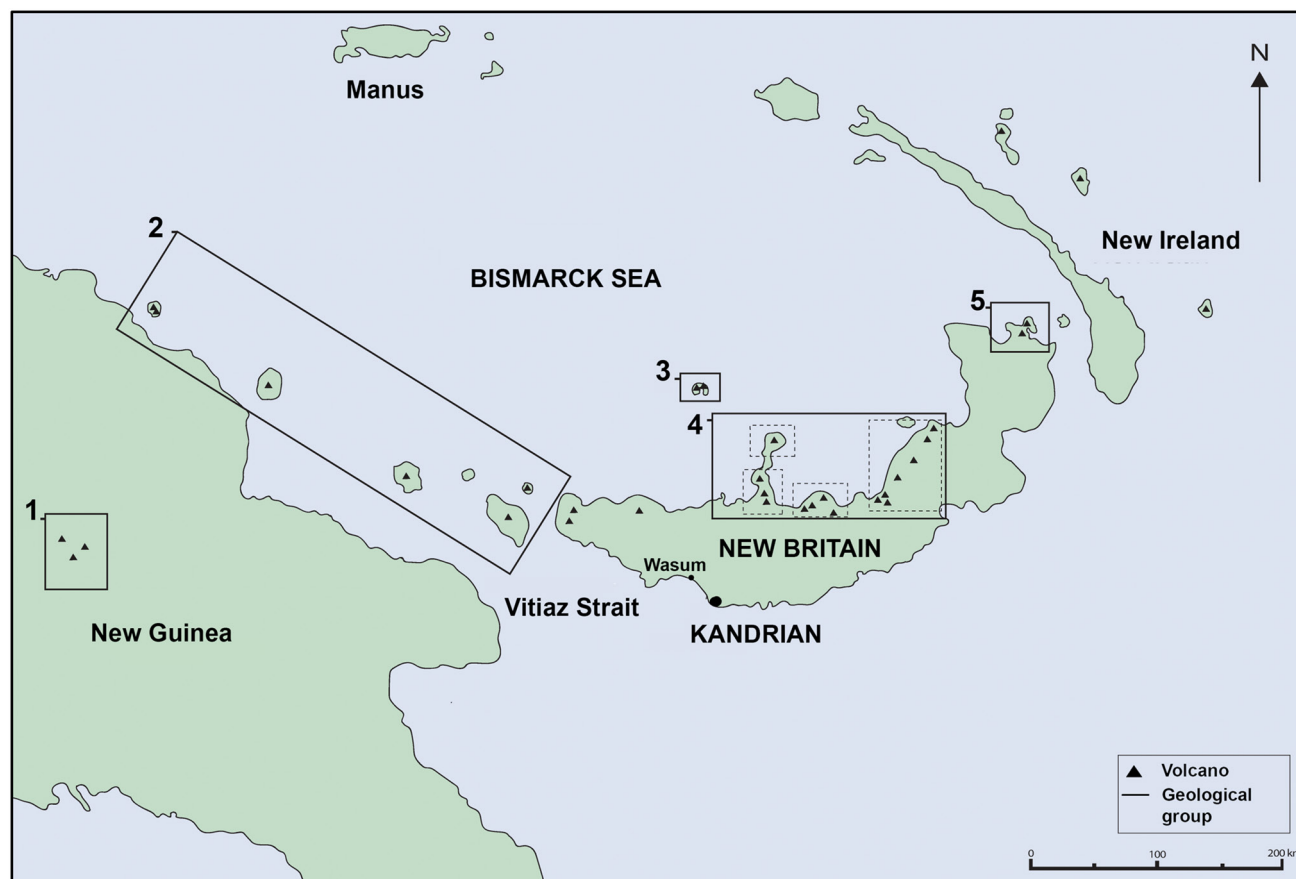 Manus
N
New Ireland
2
BISMARCK SEA
5
3
4
1
NEW BRITAIN
Wasum
Vitiaz Strait
New Guinea
KANDRIAN
Volcano
Geological
group
0 100 200 km